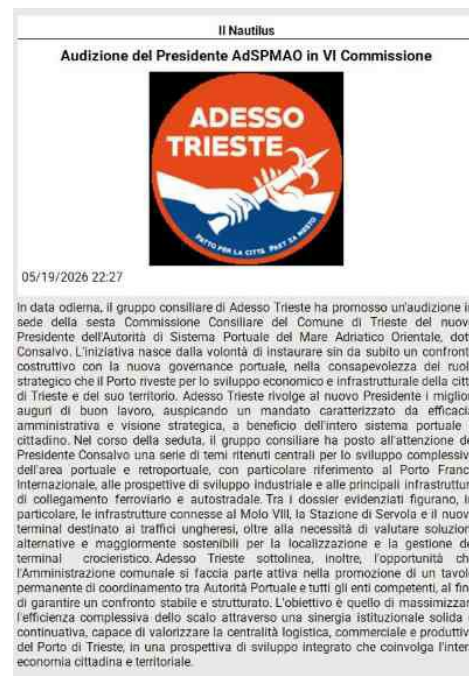 Il Nautilus
Audizione del Presidente AdSPMAO in VI Commissione
ADESSO
TRIESTE
PATTO PER LA CITTÀ PAKT ZA MESTO
05/19/2026 22:27
In data odierna, il gruppo consiliare di Adesso Trieste ha promosso un'audizione i
sede della sesta Commissione Consiliare del Comune di Trieste del nuov
Presidente dell'Autorità di Sistema Portuale del Mare Adriatico Orientale, dot
Consalvo. L'iniziativa nasce dalla volontà di instaurare sin da subito un confront
costruttivo con la nuova governance portuale, nella consapevolezza del ruol
strategico che il Porto riveste per lo sviluppo economico e infrastrutturale della citt
di Trieste e del suo territorio. Adesso Trieste rivolge al nuovo Presidente i miglior
auguri di buon lavoro, auspicando un mandato caratterizzato da efficaci
amministrativa e visione strategica, a beneficio dell'intero sistema portuale
cittadino. Nel corso della seduta, il gruppo consiliare ha posto all'attenzione de
Presidente Consalvo una serie di temi ritenuti centrali per lo sviluppo complessiv
dell'area portuale e retroportuale, con particolare riferimento al Porto Franc
Internazionale, alle prospettive di sviluppo industriale e alle principali infrastruttur
di collegamento ferroviario e autostradale. Tra i dossier evidenziati figurano, i
particolare, le infrastrutture connesse al Molo VIII, la Stazione di Servola e il nuov
terminal destinato ai traffici ungheresi, oltre alla necessità di valutare soluzion
alternative e maggiormente sostenibili per la localizzazione e la gestione de
terminal crocieristico. Adesso Trieste sottolinea, inoltre, l'opportunità ch
l'Amministrazione comunale si faccia parte attiva nella promozione di un tavol
permanente di coordinamento tra Autorità Portuale e tutti gli enti competenti, al fin
di garantire un confronto stabile e strutturato. L'obiettivo è quello di massimizzar
l'efficienza complessiva dello scalo attraverso una sinergia istituzionale solida
continuativa, capace di valorizzare la centralità logistica, commerciale e produttiv
del Porto di Trieste, in una prospettiva di sviluppo integrato che coinvolga l'inter
economia cittadina e territoriale.